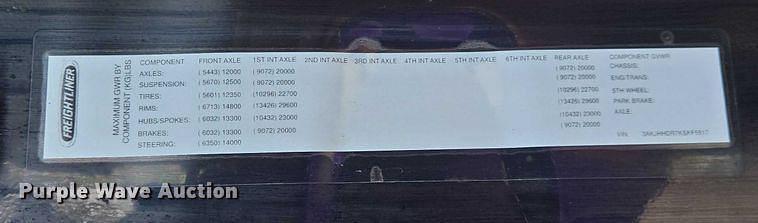 FREIGHTLINER
MAXIMUM GWR BY
COMPONENT (KG)LBS
COMPONENT FRONT AXLE 1ST INT AXLE 2ND INT AXLE 3RD INT AXLE 4TH INT AXLE 5TH INT AXLE 6TH INT AXLE REAR AXLE COMPONENT GVWR
AXLES: ( 5443) 12000 (9072) 20000 (9072) 20000 CHASSIS:
SUSPENSION: ( 5670) 12500 (9072) 20000 (9072) 20000 ENG/TRANS:
TIRES: ( 5601) 12350 (10296) 22700 (10296) 22700 5TH WHEEL:
RIMS: ( 6713) 14800 (13426) 29600 (13426) 29600 PARK BRAKE:
HUBS/SPOKES: ( 6032) 13300 (10432) 23000 (10432) 23000 AXLE:
BRAKES: ( 6032) 13300 (9072) 20000 (9072) 20000
STEERING: ( 6350) 14000 VIN:
Purple Wave Auction